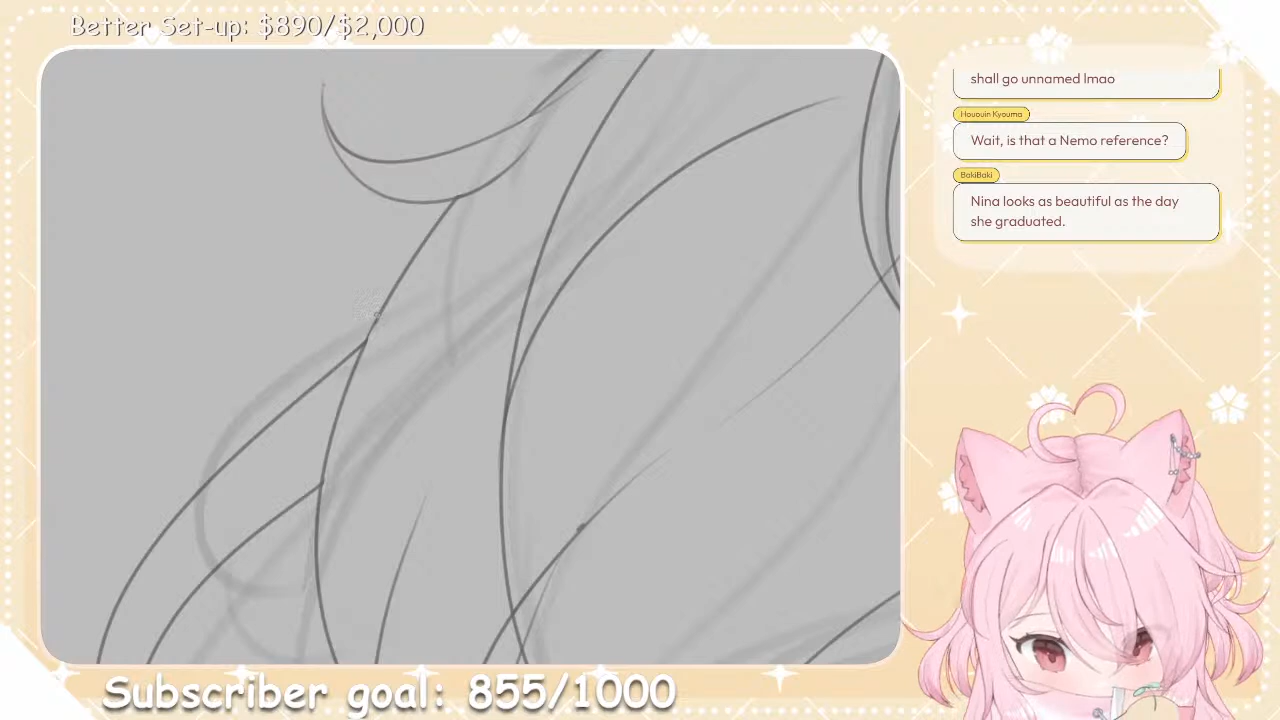 Better Set-up: $890/$2,000
shall go unnamed lmao
Hououin Kyouma
Wait, is that a Nemo reference?
BakiBaki
Nina looks as beautiful as the day
she graduated.
Subscriber goal: 855/1000